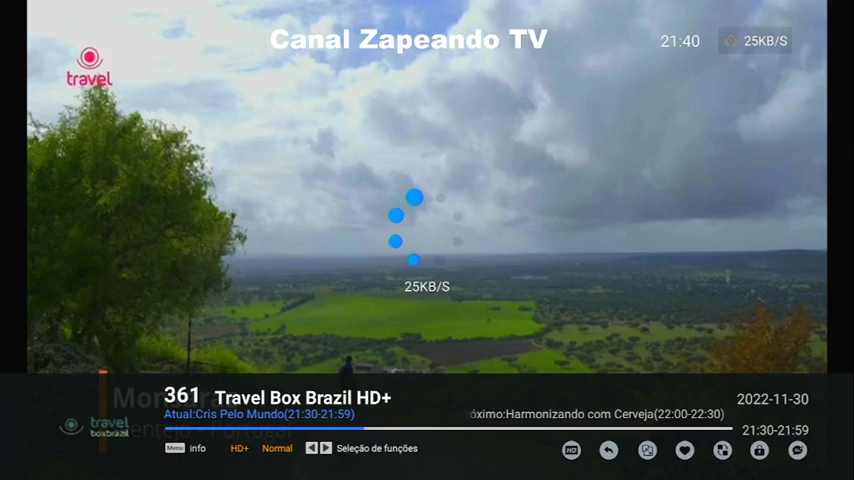 Canal Zapeando TV
21:40
25KB/S
travel
25KB/S
361 Travel Box Brazil HD+
2022-11-30
Atual:Cris Pelo Mundo(21:30-21:59)
óximo:Harmonizando com Cerveja(22:00-22:30)
travel
boxbrazil
21:30-21:59
Menu info HD+ Normal Seleção de funções
HD